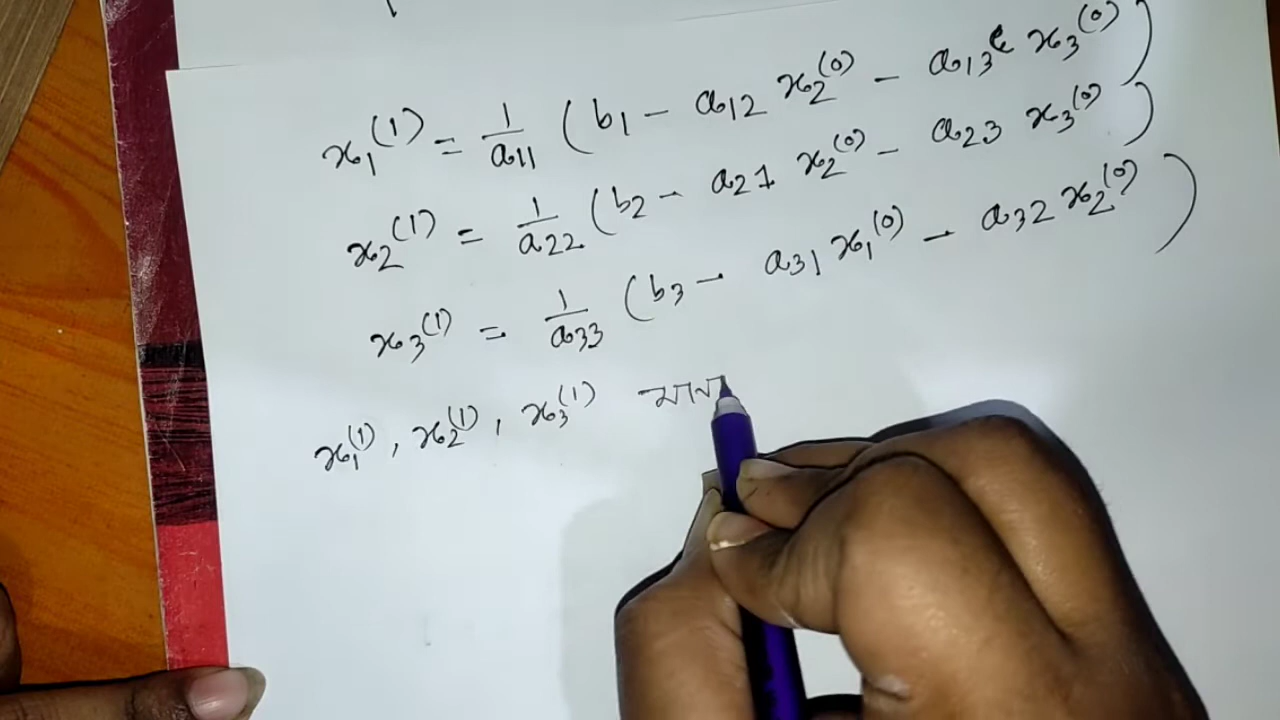 x₁⁽¹⁾ = 1/a₁₁ (b₁ − a₁₂ x₂⁽⁰⁾ − a₁₃ x₃⁽⁰⁾)
x₂⁽¹⁾ = 1/a₂₂ (b₂ − a₂₁ x₂⁽⁰⁾ − a₂₃ x₃⁽⁰⁾)
x₃⁽¹⁾ = 1/a₃₃ (b₃ − a₃₁ x₁⁽⁰⁾ − a₃₂ x₂⁽⁰⁾)
x₁⁽¹⁾, x₂⁽¹⁾, x₃⁽¹⁾